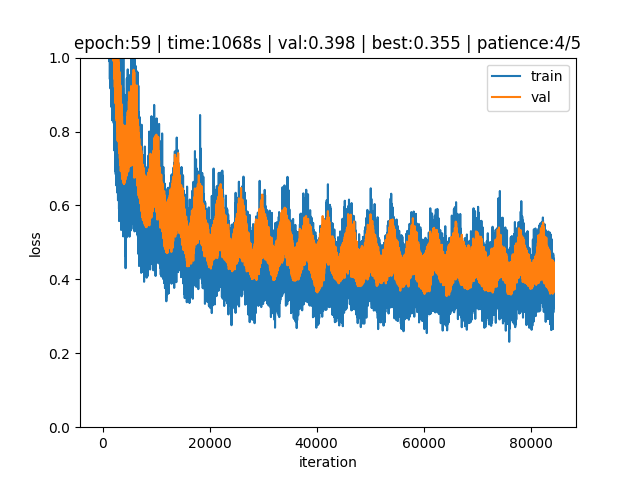 epoch:59 | time:1068s | val:0.398 | best:0.355 | patience:4/5
train
val
1.0
0.8
0.6
0.4
0.2
0.0
loss
0
20000
40000
60000
80000
iteration